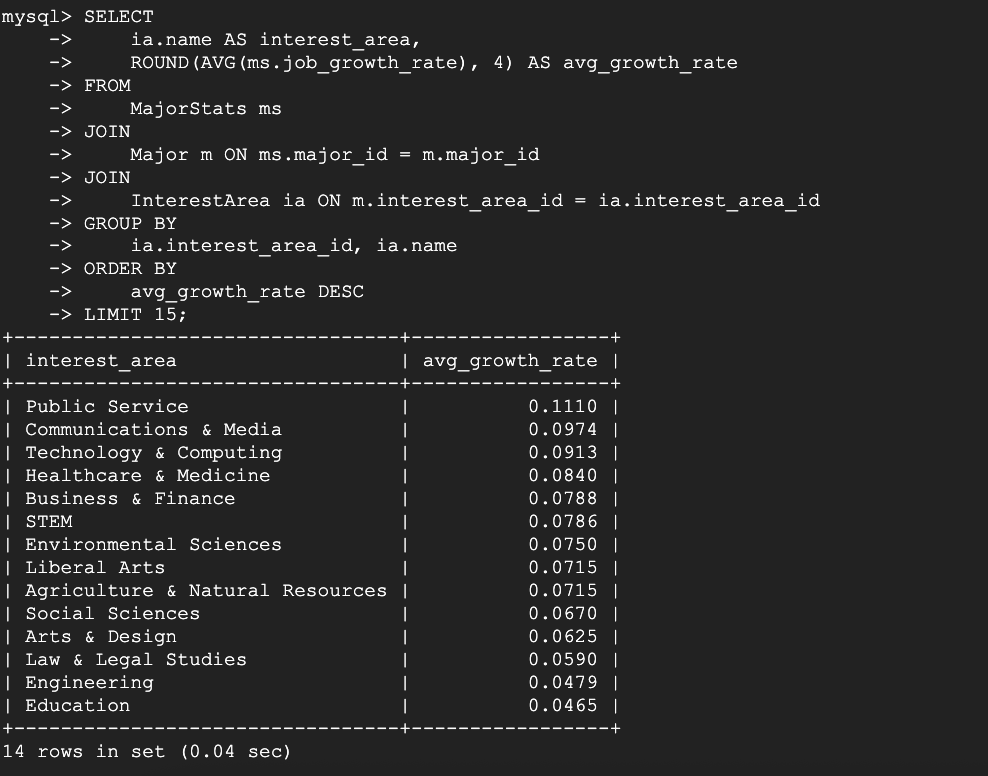 mysql> SELECT
    ->     ia.name AS interest_area,
    ->     ROUND(AVG(ms.job_growth_rate), 4) AS avg_growth_rate
    -> FROM
    ->     MajorStats ms
    -> JOIN
    ->     Major m ON ms.major_id = m.major_id
    -> JOIN
    ->     InterestArea ia ON m.interest_area_id = ia.interest_area_id
    -> GROUP BY
    ->     ia.interest_area_id, ia.name
    -> ORDER BY
    ->     avg_growth_rate DESC
    -> LIMIT 15;
+---------------------------------+-----------------+
| interest_area                   | avg_growth_rate |
+---------------------------------+-----------------+
| Public Service                  |          0.1110 |
| Communications & Media          |          0.0974 |
| Technology & Computing          |          0.0913 |
| Healthcare & Medicine           |          0.0840 |
| Business & Finance              |          0.0788 |
| STEM                            |          0.0786 |
| Environmental Sciences          |          0.0750 |
| Liberal Arts                    |          0.0715 |
| Agriculture & Natural Resources |          0.0715 |
| Social Sciences                 |          0.0670 |
| Arts & Design                   |          0.0625 |
| Law & Legal Studies             |          0.0590 |
| Engineering                     |          0.0479 |
| Education                       |          0.0465 |
+---------------------------------+-----------------+
14 rows in set (0.04 sec)